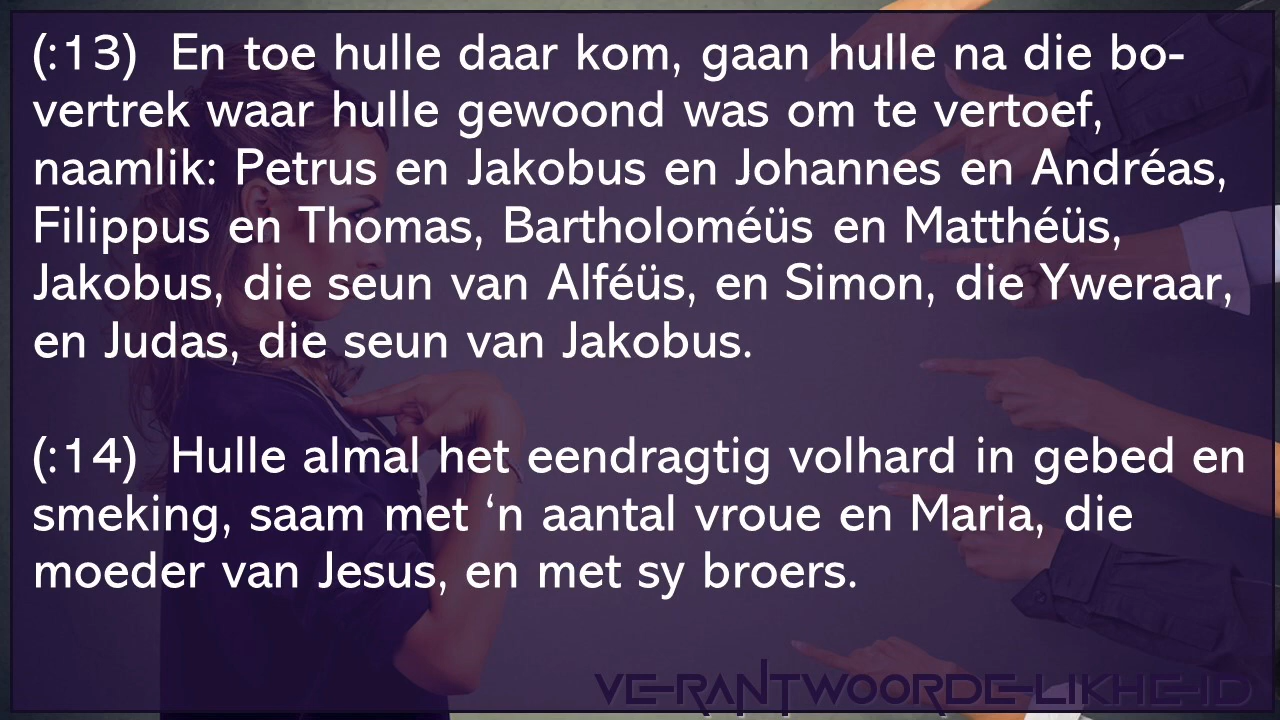 (:13)  En toe hulle daar kom, gaan hulle na die bo-
vertrek waar hulle gewoond was om te vertoef,
naamlik: Petrus en Jakobus en Johannes en Andréas,
Filippus en Thomas, Bartholoméüs en Matthéüs,
Jakobus, die seun van Alféüs, en Simon, die Yweraar,
en Judas, die seun van Jakobus.
(:14)  Hulle almal het eendragtig volhard in gebed en
smeking, saam met ‘n aantal vroue en Maria, die
moeder van Jesus, en met sy broers.
VE-RANTWOORDE-LIKHE-ID